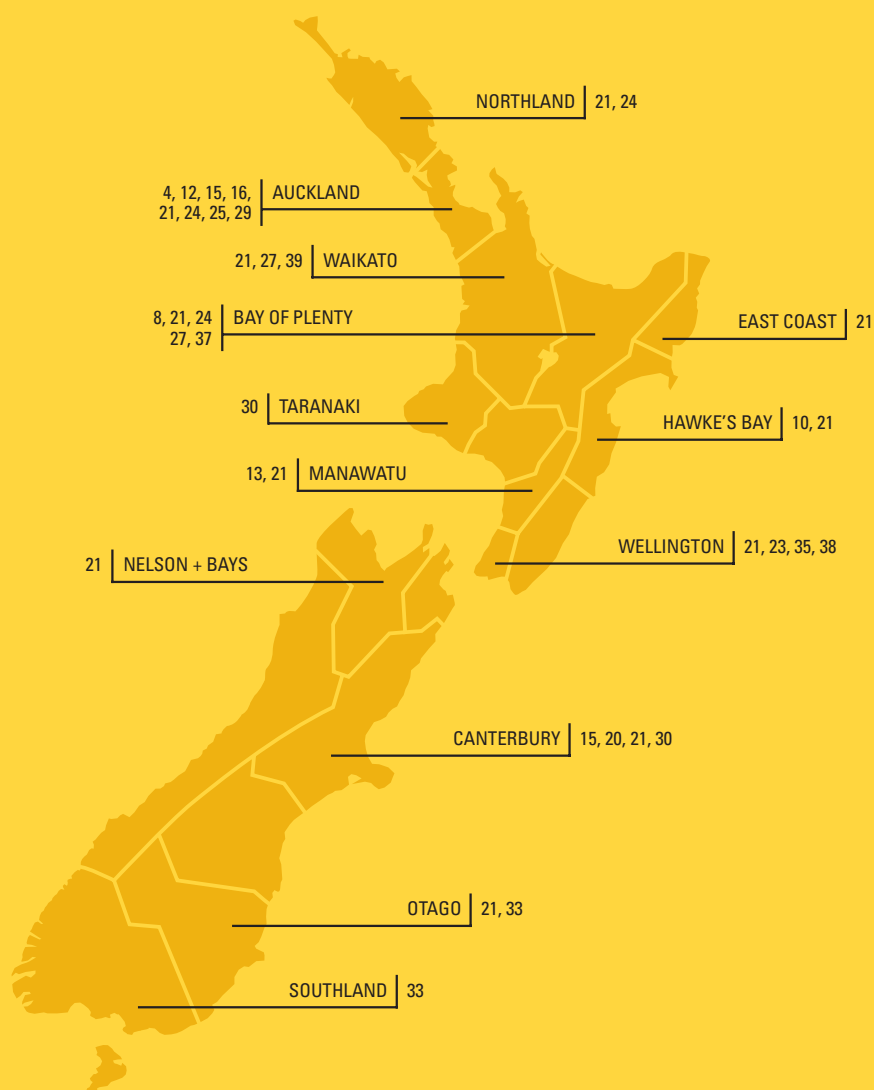 NORTHLAND 21, 24
4, 12, 15, 16, AUCKLAND
21, 24, 25, 29
21, 27, 39 WAIKATO
8, 21, 24 BAY OF PLENTY
27, 37
EAST COAST 21
30 TARANAKI
HAWKE'S BAY 10, 21
13, 21 MANAWATU
WELLINGTON 21, 23, 35, 38
21 NELSON + BAYS
CANTERBURY 15, 20, 21, 30
OTAGO 21, 33
SOUTHLAND 33